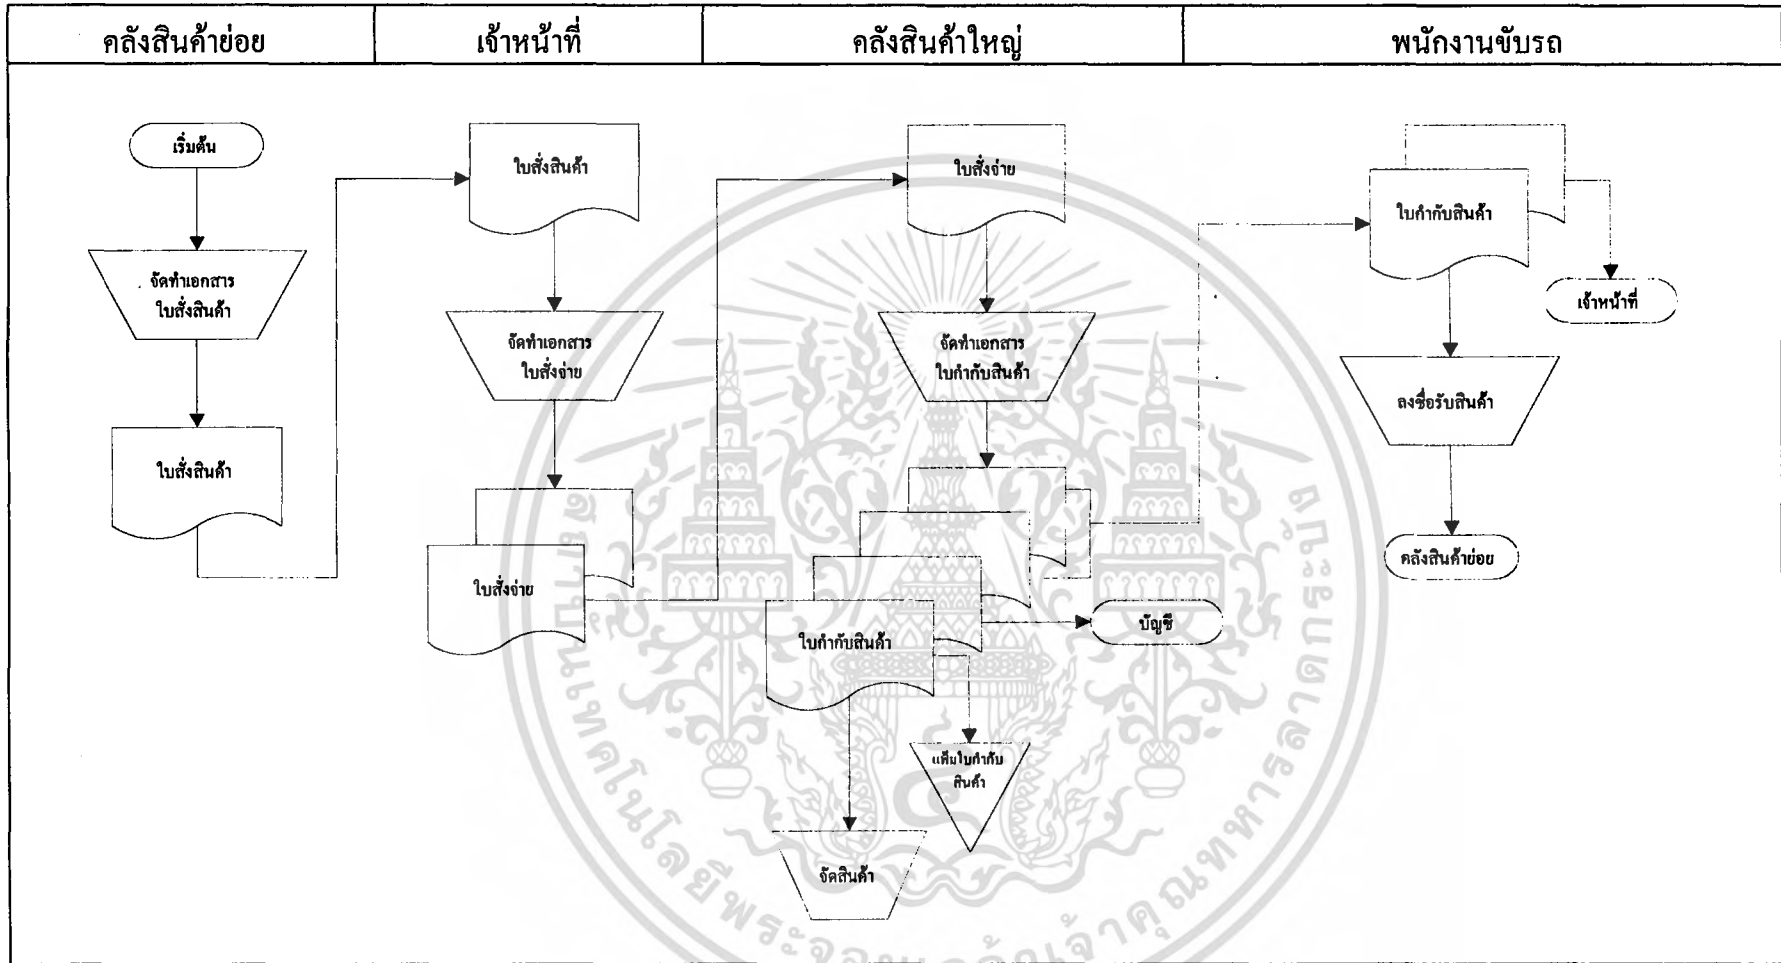 คลังสินค้าย่อย
เจ้าหน้าที่
คลังสินค้าใหญ่
พนักงานขับรถ
เริ่มต้น
จัดทำเอกสาร
ใบสั่งสินค้า
ใบสั่งสินค้า
ใบสั่งสินค้า
จัดทำเอกสาร
ใบสั่งจ่าย
ใบสั่งจ่าย
ใบสั่งจ่าย
จัดทำเอกสาร
ใบกำกับสินค้า
ใบกำกับสินค้า
บัญชี
แฟ้มใบกำกับ
สินค้า
จัดสินค้า
ใบกำกับสินค้า
เจ้าหน้าที่
ลงชื่อรับสินค้า
คลังสินค้าย่อย